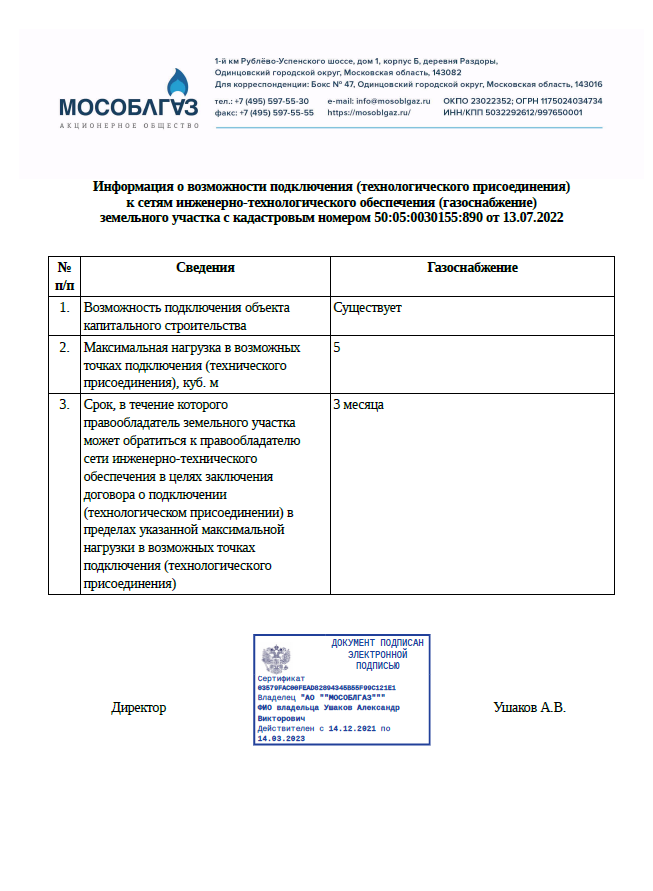 1-й км Рублёво-Успенского шоссе, дом 1, корпус Б, деревня Раздоры,
Одинцовский городской округ, Московская область, 143082
Для корреспонденции: Бокс № 47, Одинцовский городской округ, Московская область, 143016
МОСОБЛГАЗ
АКЦИОНЕРНОЕ ОБЩЕСТВО
тел.: +7 (495) 597-55-30 e-mail: info@mosoblgaz.ru ОКПО 23022352; ОГРН 1175024034734
факс: +7 (495) 597-55-55 https://mosoblgaz.ru/ ИНН/КПП 5032292612/997650001
Информация о возможности подключения (технологического присоединения)
к сетям инженерно-технологического обеспечения (газоснабжение)
земельного участка с кадастровым номером 50:05:0030155:890 от 13.07.2022
№ п/п Сведения Газоснабжение
1. Возможность подключения объекта Существует
капитального строительства
2. Максимальная нагрузка в возможных 5
точках подключения (технического
присоединения), куб. м
3. Срок, в течение которого 3 месяца
правообладатель земельного участка
может обратиться к правообладателю
сети инженерно-технического
обеспечения в целях заключения
договора о подключении
(технологическом присоединении) в
пределах указанной максимальной
нагрузки в возможных точках
подключения (технологического
присоединения)
ДОКУМЕНТ ПОДПИСАН
ЭЛЕКТРОННОЙ
ПОДПИСЬЮ
Сертификат
03579FAC00FEAD82894345B55F99C121E1
Владелец "АО ""МОСОБЛГАЗ"""
ФИО владельца Ушаков Александр
Викторович
Действителен с 14.12.2021 по
14.03.2023
Директор
Ушаков А.В.